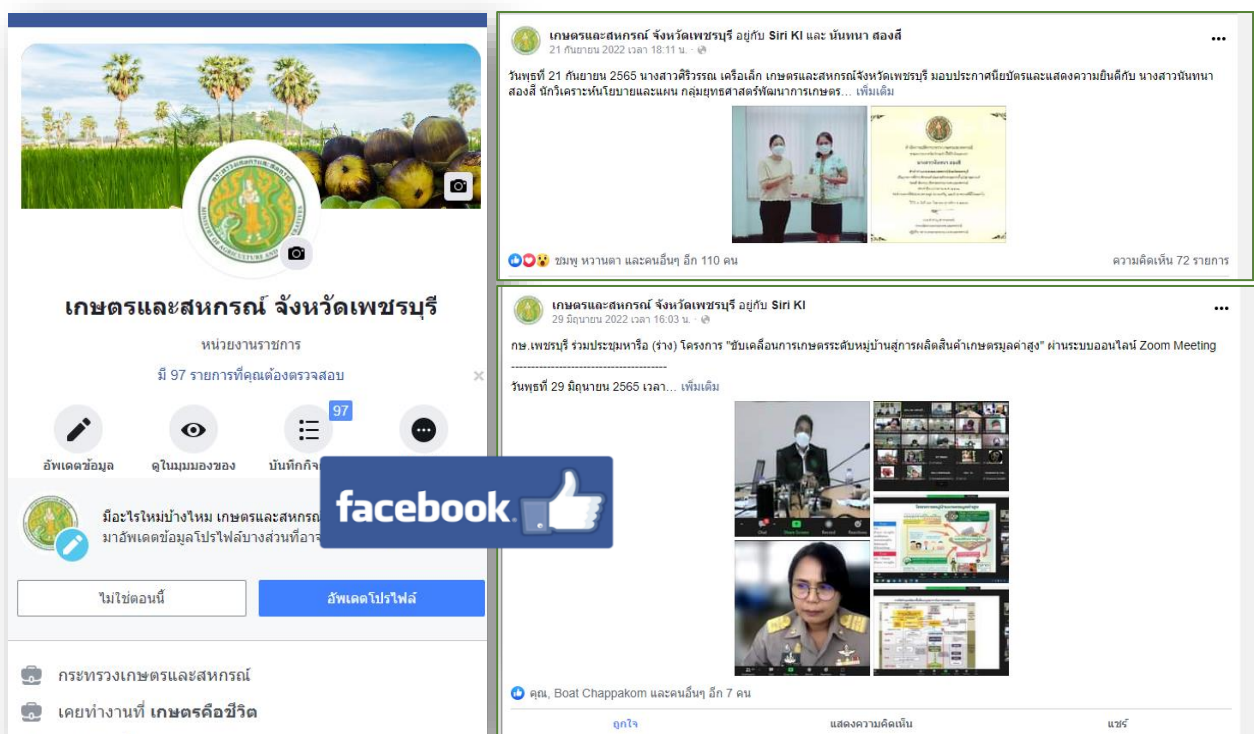 เกษตรและสหกรณ์ จังหวัดเพชรบุรี
หน่วยงานราชการ
มี 97 รายการที่คุณต้องตรวจสอบ
97
อัพเดตข้อมูล
ดูในมุมมองของ
บันทึกกิจ
มีอะไรใหม่บ้างไหม เกษตรและสหกรณ
มาอัพเดตข้อมูลโปรไฟล์บางส่วนที่อาจ
ไม่ใช่ตอนนี้
อัพเดตโปรไฟล์
กระทรวงเกษตรและสหกรณ์
เคยทำงานที่ เกษตรคือชีวิต
facebook
เกษตรและสหกรณ์ จังหวัดเพชรบุรี อยู่กับ Siri KI และ นันทนา สองสี
21 กันยายน 2022 เวลา 18:11 น.
วันพุธที่ 21 กันยายน 2565 นางสาวศิริวรรณ เครือเล็ก เกษตรและสหกรณ์จังหวัดเพชรบุรี มอบประกาศนียบัตรและแสดงความยินดีกับ นางสาวนันทนา
สองสี นักวิเคราะห์นโยบายและแผน กลุ่มยุทธศาสตร์พัฒนาการเกษตร… เพิ่มเติม
นางสาวนันทนา สองสี
ชมพู หวานตา และคนอื่นๆ อีก 110 คน
ความคิดเห็น 72 รายการ
เกษตรและสหกรณ์ จังหวัดเพชรบุรี อยู่กับ Siri KI
29 มิถุนายน 2022 เวลา 16:03 น.
กษ.เพชรบุรี ร่วมประชุมหารือ (ร่าง) โครงการ "ขับเคลื่อนการเกษตรระดับหมู่บ้านสู่การผลิตสินค้าเกษตรมูลค่าสูง" ผ่านระบบออนไลน์ Zoom Meeting
---------------------------------------
วันพุธที่ 29 มิถุนายน 2565 เวลา… เพิ่มเติม
คุณ, Boat Chappakom และคนอื่นๆ อีก 7 คน
ถูกใจ
แสดงความคิดเห็น
แชร์